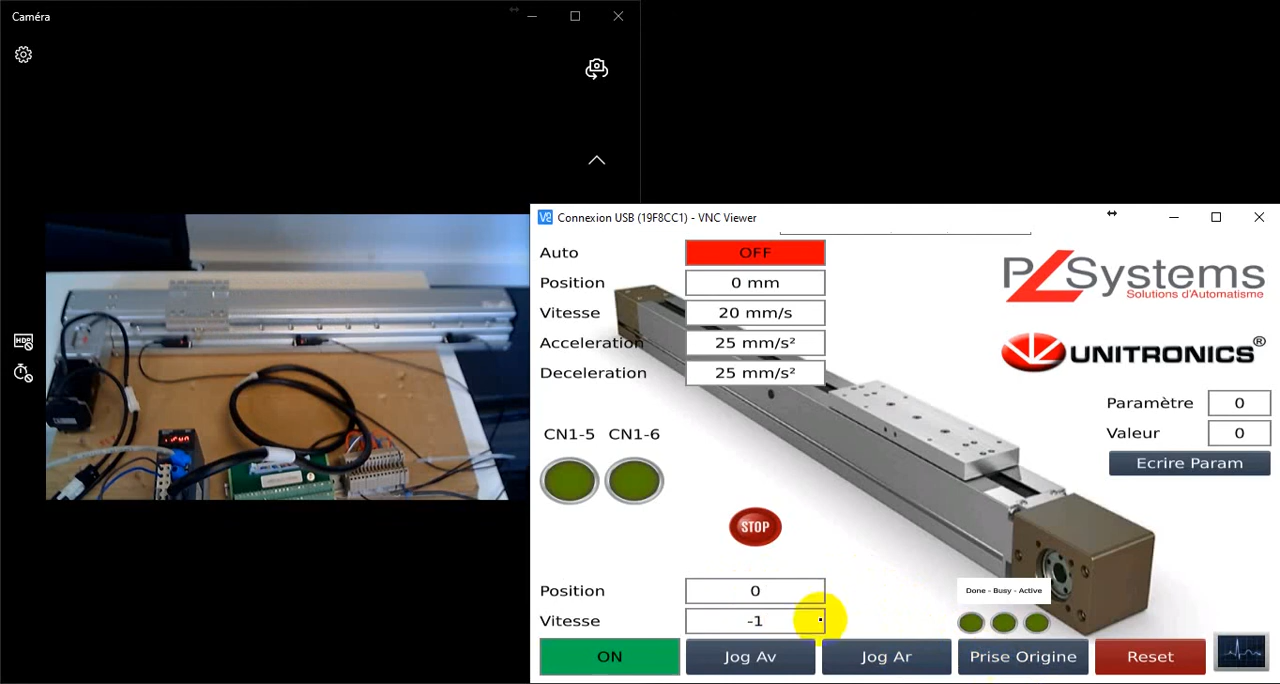 Caméra
HDR
Connexion USB (19F8CC1) - VNC Viewer
Auto OFF
Position 0 mm
Vitesse 20 mm/s
Acceleration 25 mm/s²
Deceleration 25 mm/s²
PLSystems
Solutions d'Automatisme
UNITRONICS®
Paramètre 0
Valeur 0
Ecrire Param
CN1-5 CN1-6
STOP
Position 0
Vitesse -1
Done - Busy - Active
ON Jog Av Jog Ar Prise Origine Reset